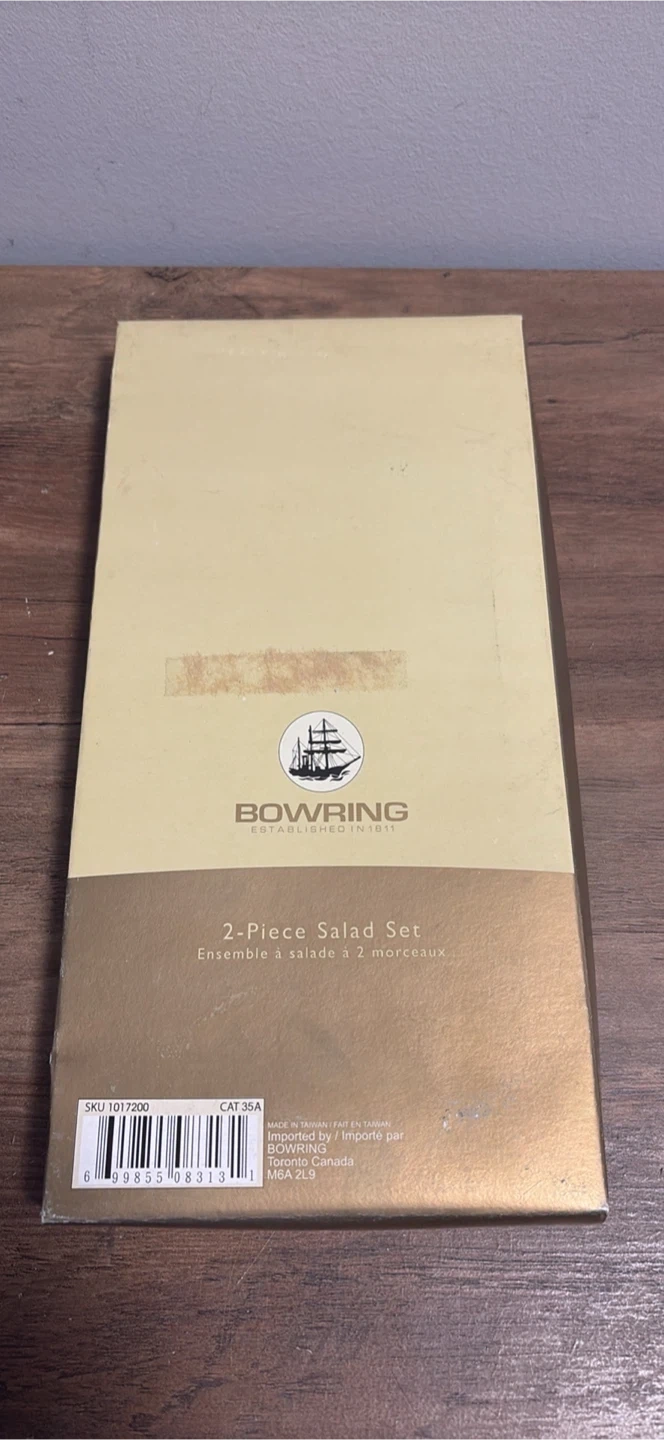 BOWRING
ESTABLISHED IN 1811
2-Piece Salad Set
Ensemble à salade á 2 morceaux
SKU 1017200 CAT 35A
6 99855 08313 1
MADE IN TAIWAN / FAIT EN TAIWAN
Imported by / Importé par
BOWRING
Toronto Canada
M6A 2L9